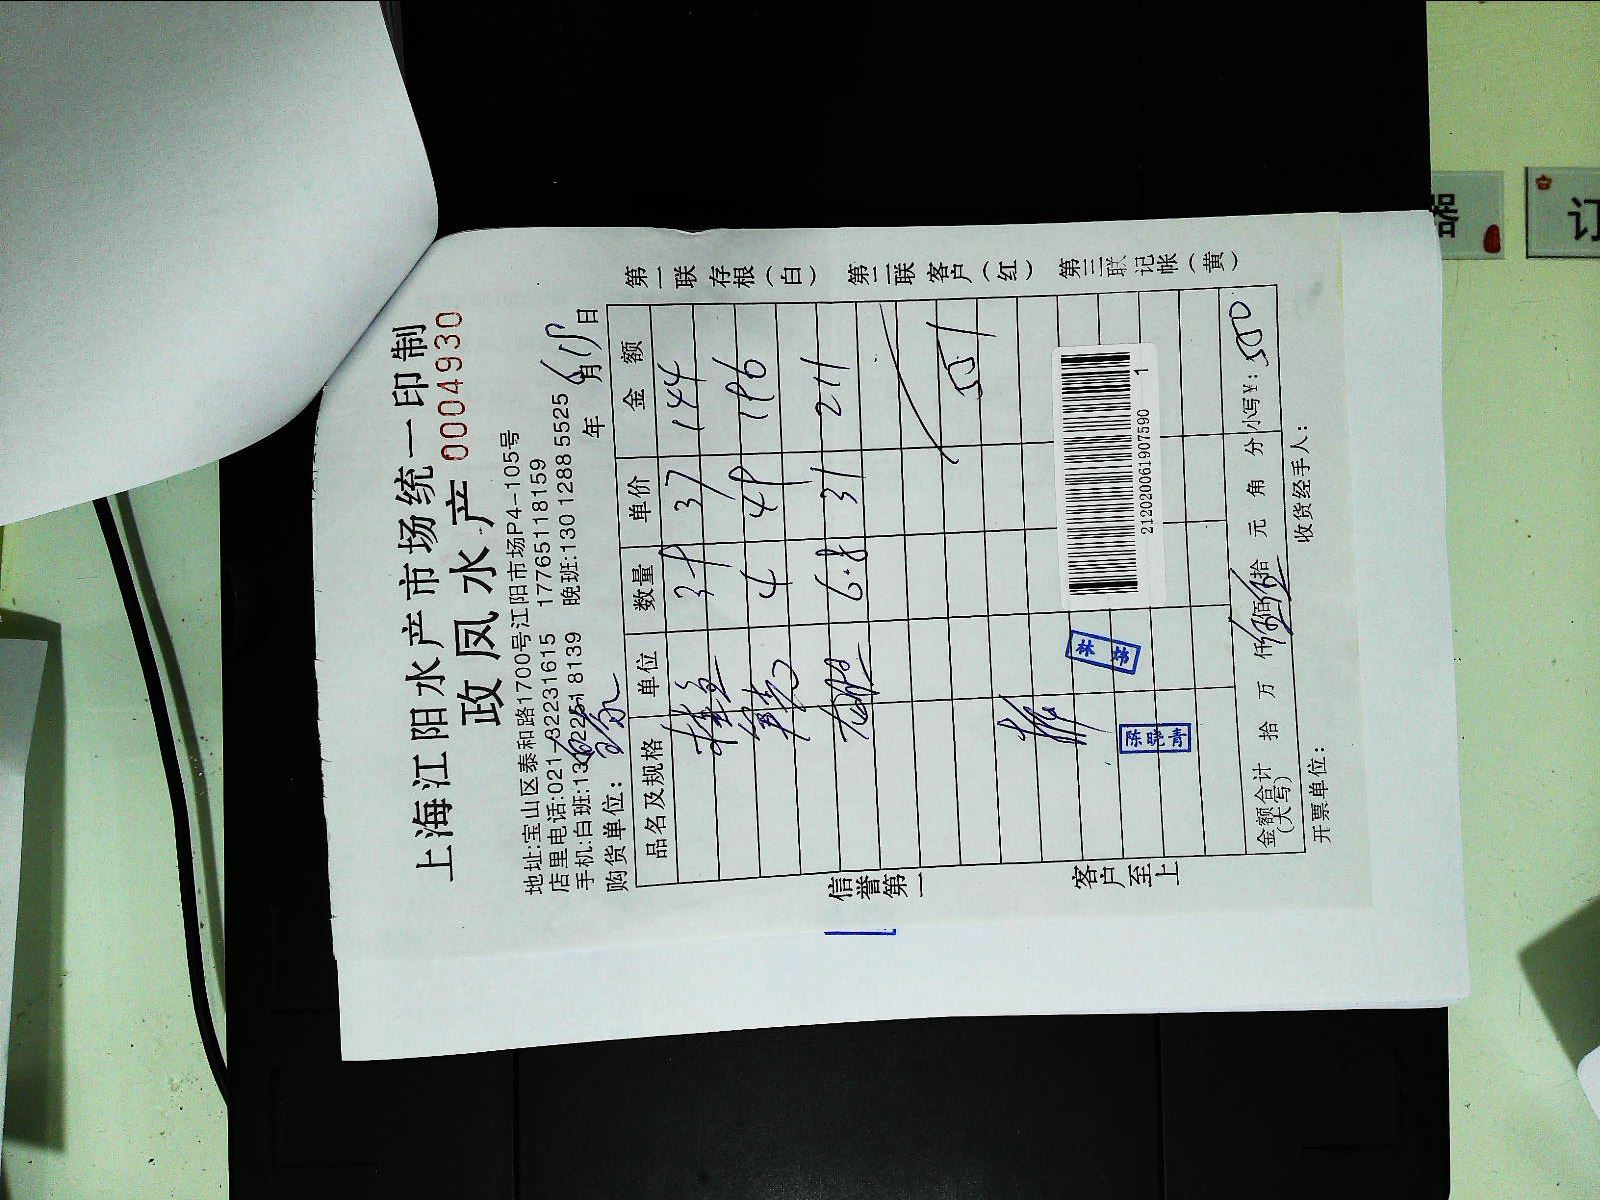 上海江阳水产市场统一印制
政凤水产 0004930
地址:宝山区泰和路1700号江阳市场P4-105号
店里电话:021-32231615 17765118159
手机:白班: 8139 晚班:130 1288 5525
购货单位: 年 6月 日
品名及规格 单位 数量 单价 金额
37 144
4 49 196
6.8 31 211
551
信誉第一
客户至上
第一联存根(白) 第二联客户(红) 第三联记帐(黄)
林炜
陈晓青
212020061907590 1
金额合计(大写) 拾 万 仟 佰 拾 元 角 分 小写¥: 550
开票单位: 收货经手人:
订